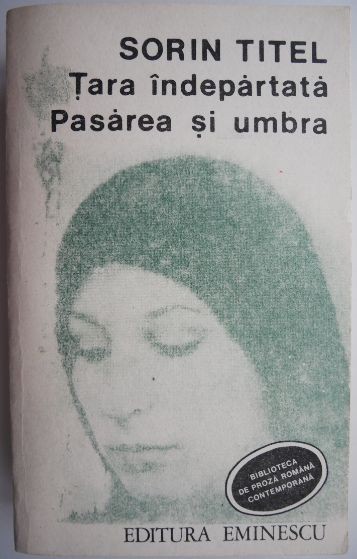 SORIN TITEL
Țara îndepărtată
Pasărea și umbra
BIBLIOTECA
DE PROZĂ ROMÂNĂ
CONTEMPORANĂ
EDITURA EMINESCU